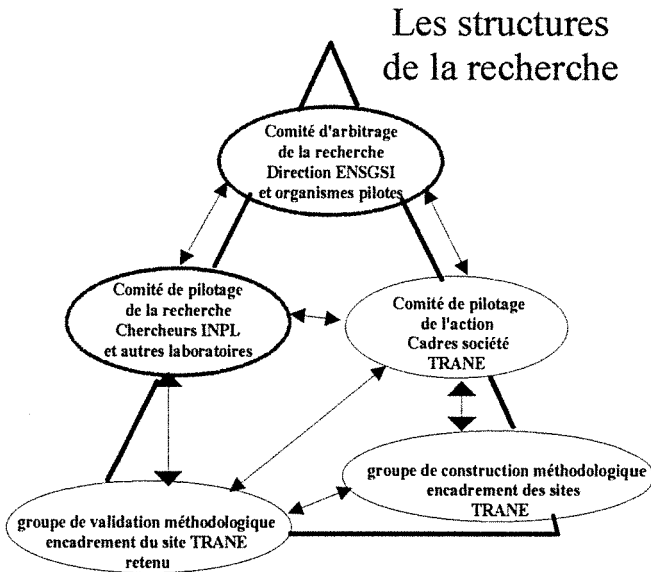 Les structures
de la recherche
Comité d'arbitrage
de la recherche
Direction ENSGSI
et organismes pilotes
Comité de pilotage
de la recherche
Chercheurs INPL
et autres laboratoires
Comité de pilotage
de l'action
Cadres société
TRANE
groupe de construction méthodologique
encadrement des sites
TRANE
groupe de validation méthodologique
encadrement du site TRANE
retenu